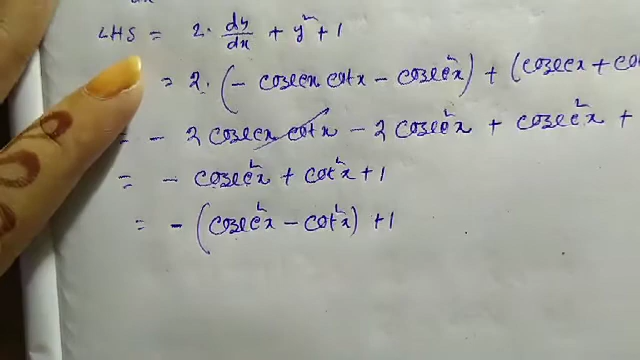 LHS = 2. dy/dx + y² + 1
= 2. (- cosecx cotx - cosec²x) + (cosecx + co
= - 2 cosecx cotx - 2 cosec²x + cosec²x +
= - cosec²x + cot²x + 1
= - (cosec²x - cot²x) + 1